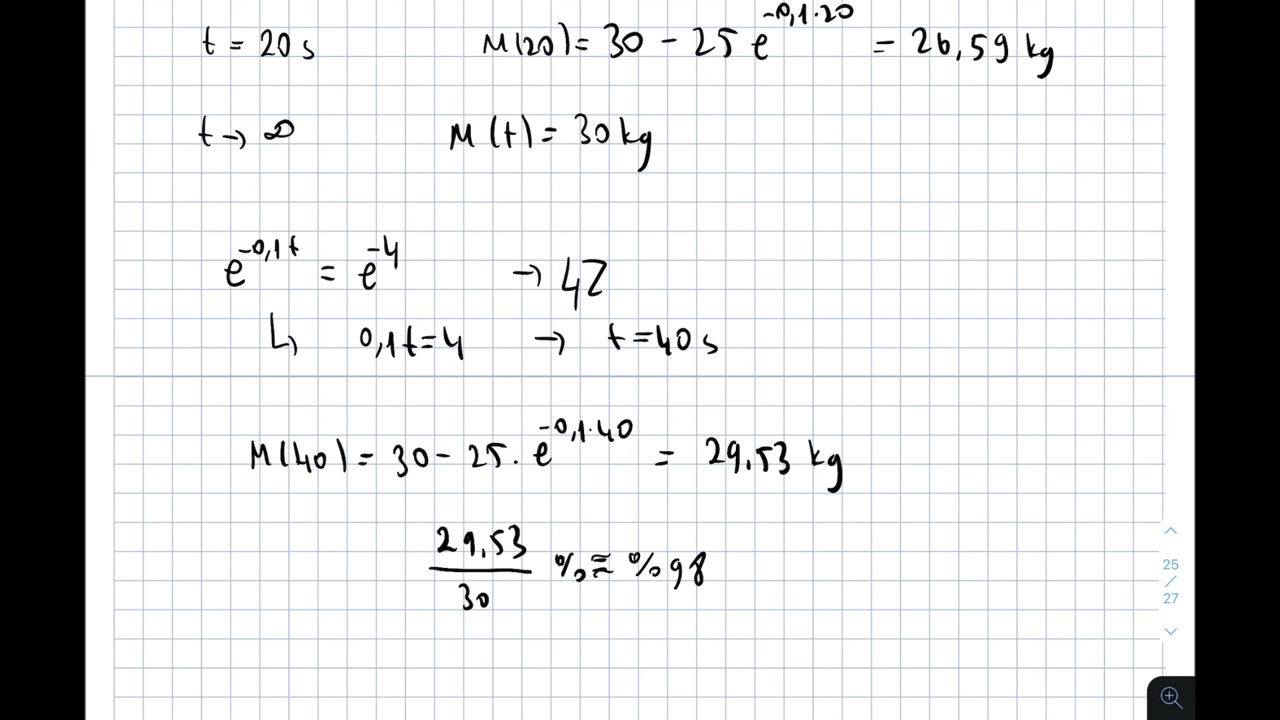 t = 20 s M(20) = 30 - 25 e^{-0,1.20} = 26,59 kg
t → ∞ M(t) = 30 kg
e^{-0,1t} = e^{-4} → 4Z
↳ 0,1t = 4 → t = 40 s
M(40) = 30 - 25 . e^{-0,1.40} = 29,53 kg
29,53
30
% ≅ %98
25
/
27